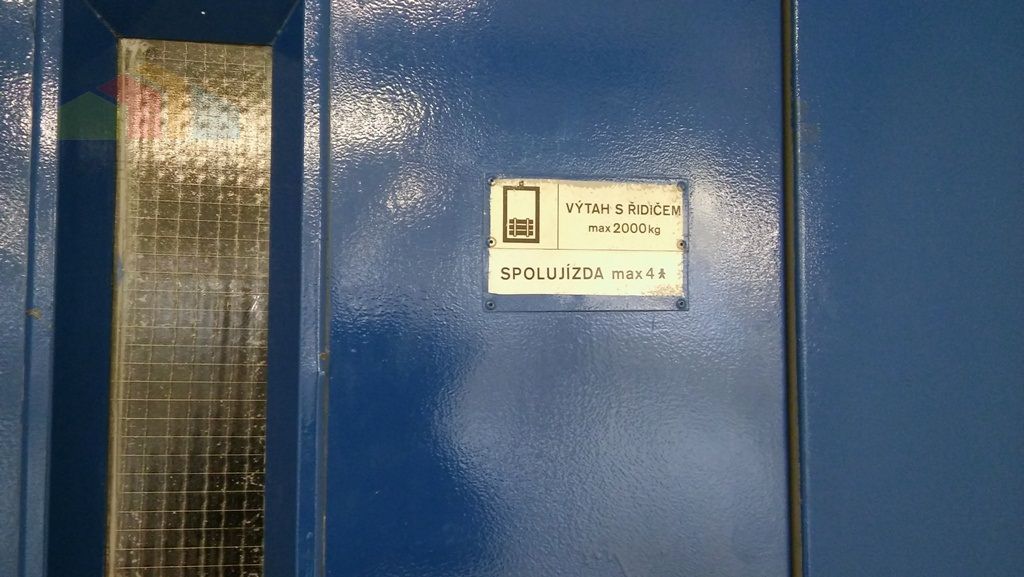 VÝTAH S ŘIDIČEM
max 2000 kg
SPOLUJÍZDA max 4